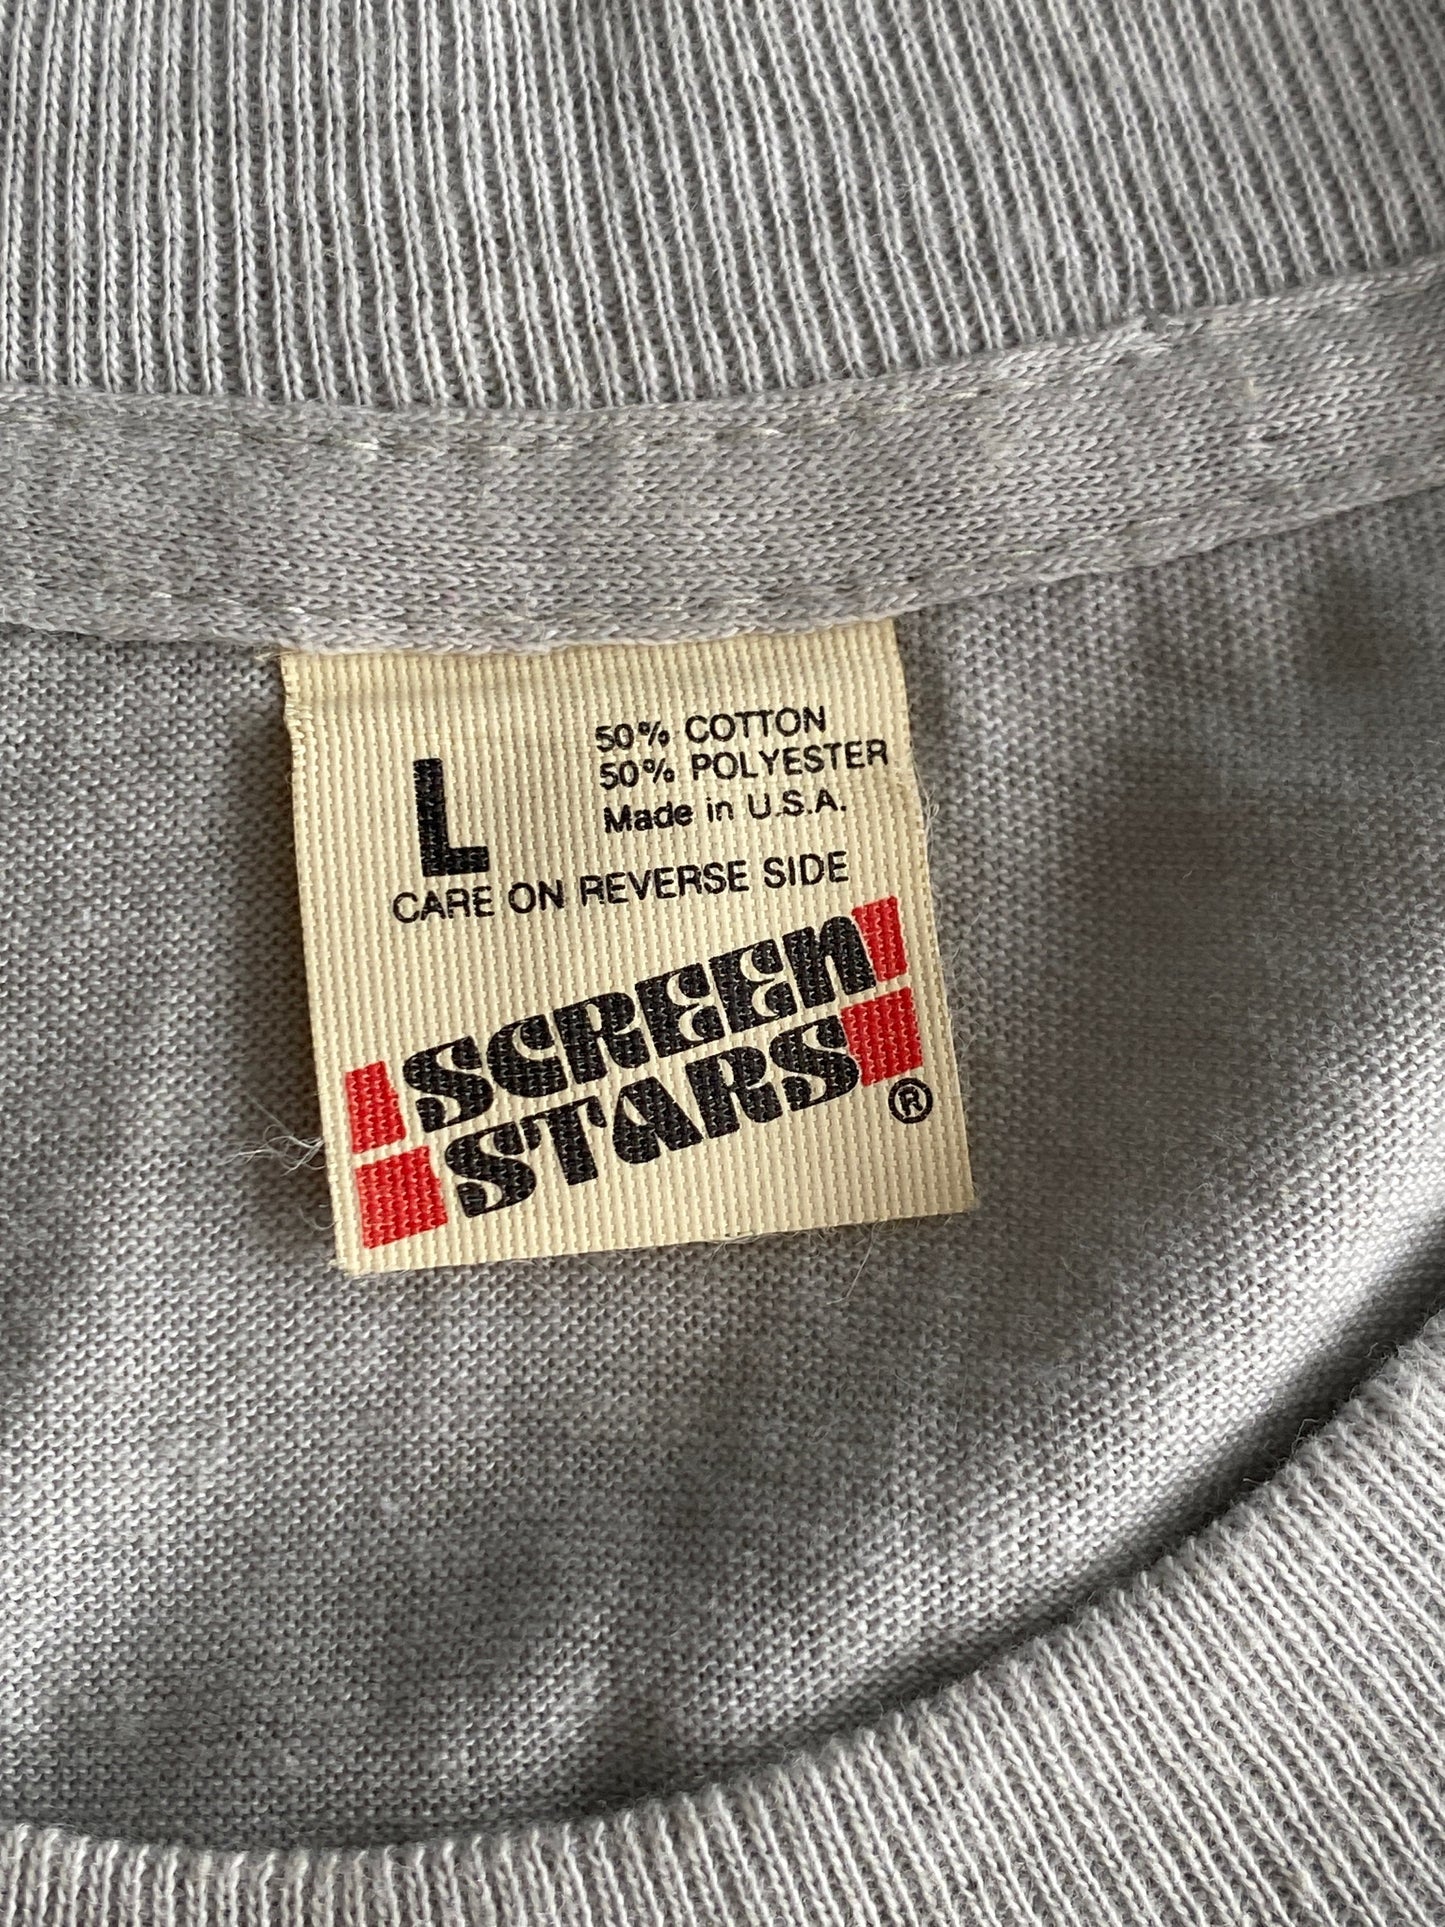 L
50% COTTON
50% POLYESTER
Made in U.S.A.
CARE ON REVERSE SIDE
SCREEN
STARS
®